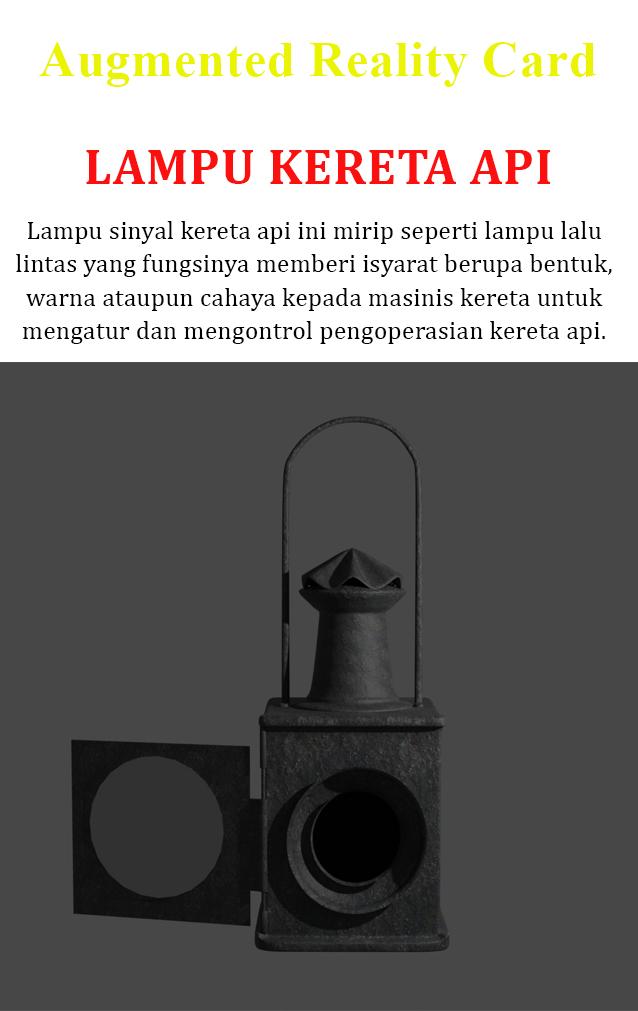 Augmented Reality Card
LAMPU KERETA API
Lampu sinyal kereta api ini mirip seperti lampu lalu
lintas yang fungsinya memberi isyarat berupa bentuk,
warna ataupun cahaya kepada masinis kereta untuk
mengatur dan mengontrol pengoperasian kereta api.